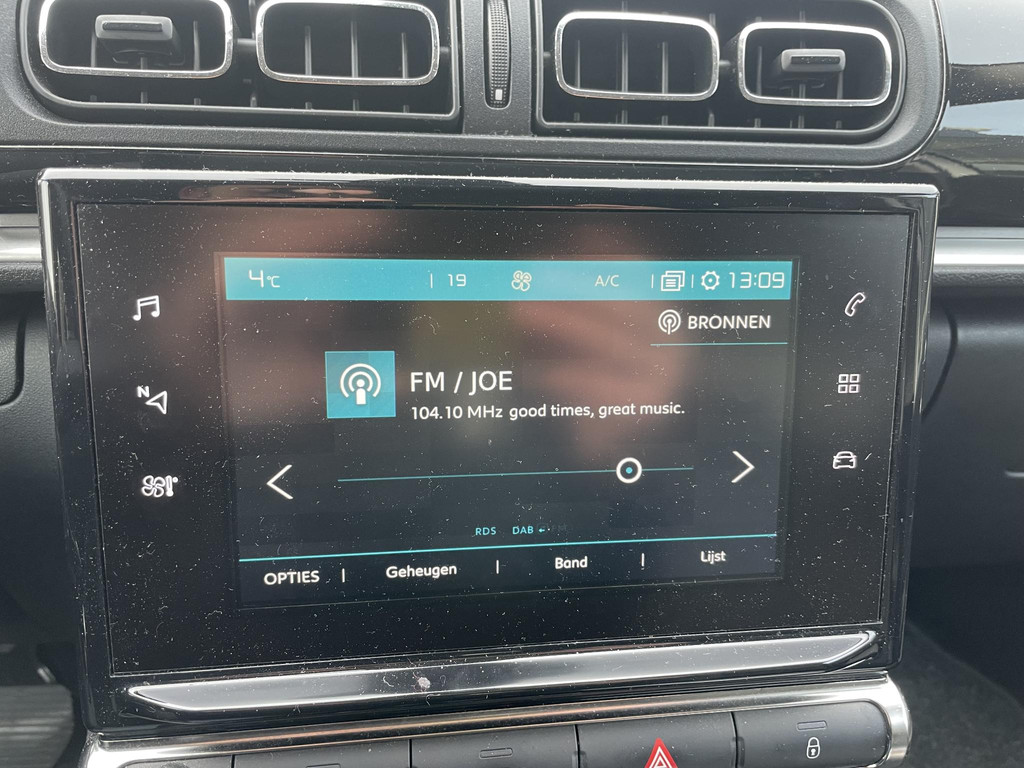 4°C | 19 A/C | | 13:09
BRONNEN
FM / JOE
104.10 MHz good times, great music.
N
RDS DAB
OPTIES | Geheugen | Band | Lijst